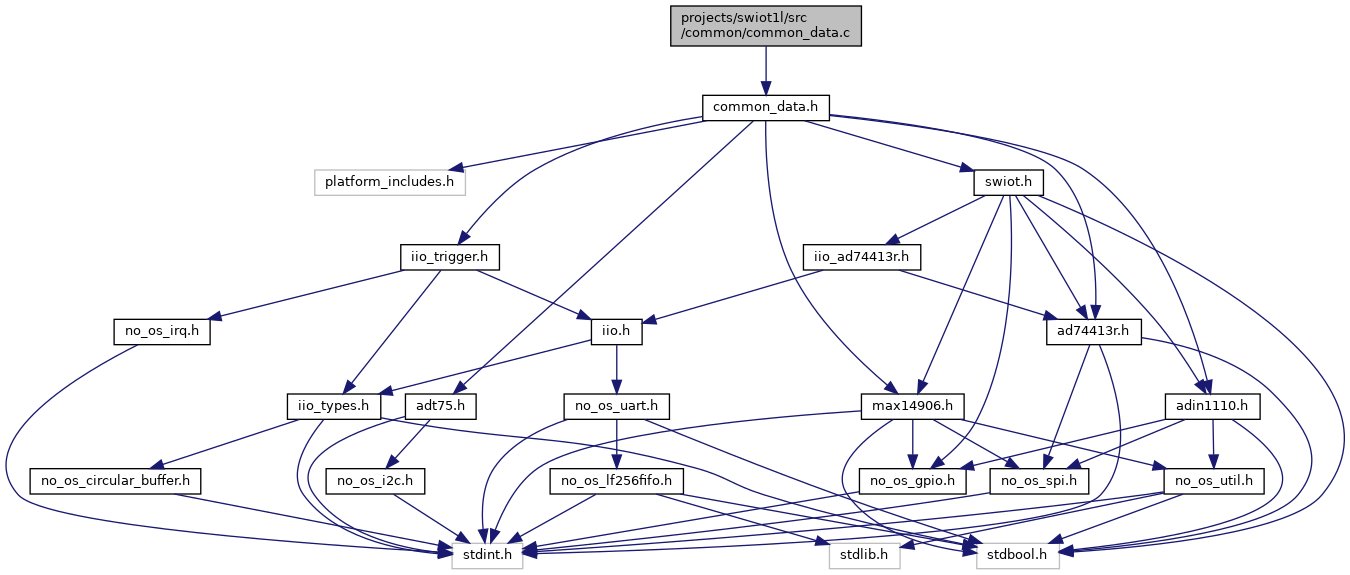 projects/swiot1l/src
/common/common_data.c
common_data.h
platform_includes.h
swiot.h
iio_trigger.h
iio_ad74413r.h
no_os_irq.h
iio.h
ad74413r.h
iio_types.h
adt75.h
no_os_uart.h
max14906.h
adin1110.h
no_os_circular_buffer.h
no_os_i2c.h
no_os_lf256fifo.h
no_os_gpio.h
no_os_spi.h
no_os_util.h
stdint.h
stdlib.h
stdbool.h